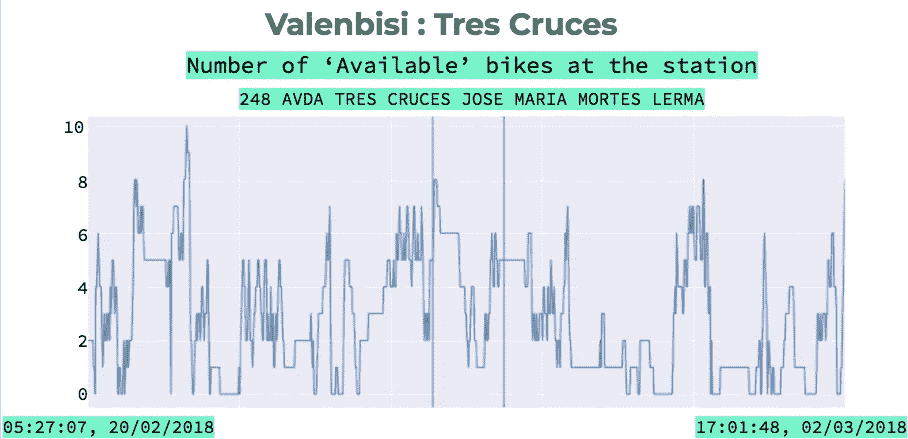 Valenbisi : Tres Cruces
Number of ‘Available’ bikes at the station
248 AVDA TRES CRUCES JOSE MARIA MORTES LERMA
10
8
6
4
2
0
05:27:07, 20/02/2018
17:01:48, 02/03/2018